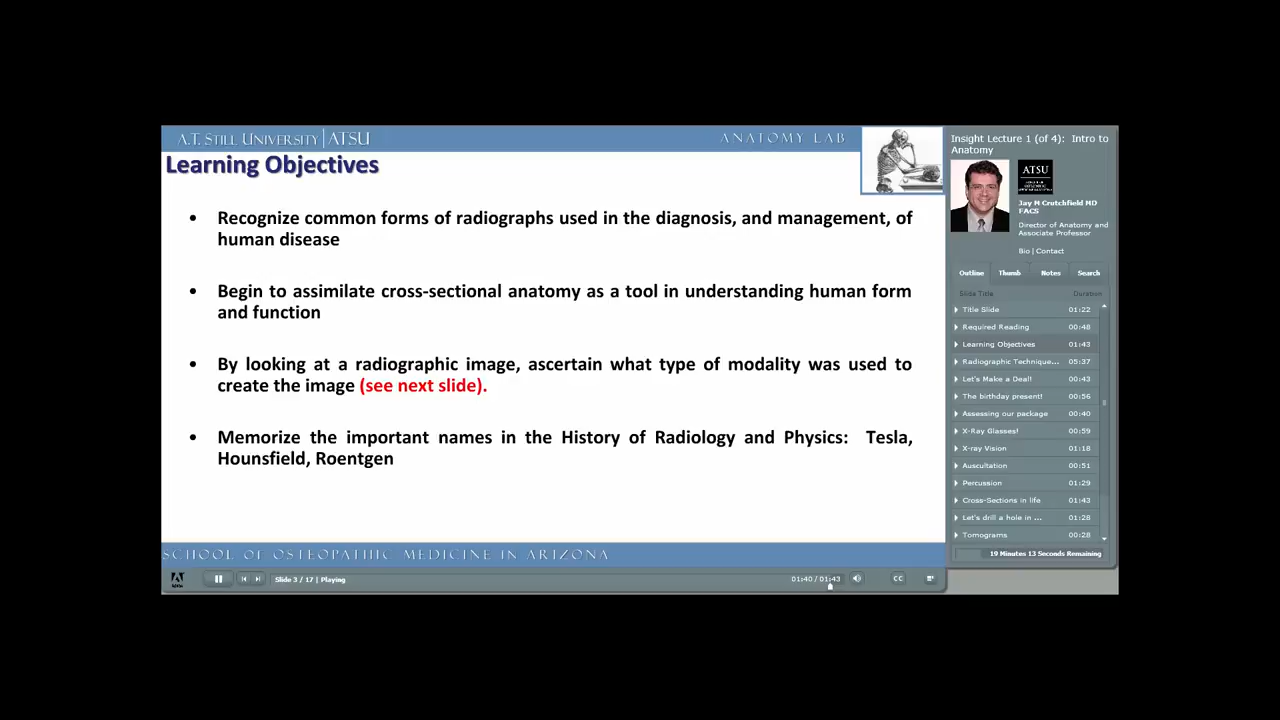 A.T. STILL UNIVERSITY | ATSU
ANATOMY LAB
Learning Objectives
• Recognize common forms of radiographs used in the diagnosis, and management, of
human disease
• Begin to assimilate cross-sectional anatomy as a tool in understanding human form
and function
• By looking at a radiographic image, ascertain what type of modality was used to
create the image (see next slide).
• Memorize the important names in the History of Radiology and Physics: Tesla,
Hounsfield, Roentgen
SCHOOL OF OSTEOPATHIC MEDICINE IN ARIZONA
Slide 3 / 17 | Playing
01:40 / 01:43
CC
Insight Lecture 1 (of 4): Intro to
Anatomy
ATSU
Jay M Crutchfield MD
FACS
Director of Anatomy and
Associate Professor
Bio | Contact
Outline Thumb Notes Search
Slide Title Duration
Title Slide 01:22
Required Reading 00:48
Learning Objectives 01:43
Radiographic Technique... 05:37
Let's Make a Deal! 00:43
The birthday present! 00:56
Assessing our package 00:40
X-Ray Glasses! 00:59
X-ray Vision 01:18
Auscultation 00:51
Percussion 01:29
Cross-Sections in life 01:43
Let's drill a hole in ... 01:28
Tomograms 00:28
19 Minutes 13 Seconds Remaining